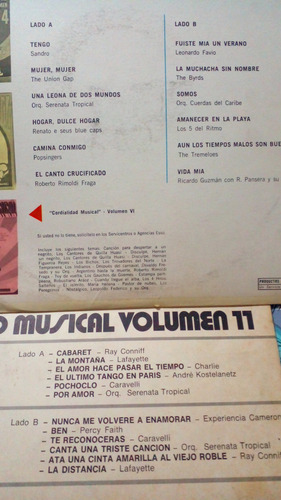 4
LADO A
TENGO
Sandro
MUJER, MUJER
The Union Gap
UNA LEONA DE DOS MUNDOS
Orq. Serenata Tropical
HOGAR, DULCE HOGAR
Renato e seus blue caps
CAMINA CONMIGO
Popsingers
EL CANTO CRUCIFICADO
Roberto Rimoldi Fraga
LADO B
FUISTE MIA UN VERANO
Leonardo Favio
LA MUCHACHA SIN NOMBRE
The Byrds
SOMOS
Orq. Cuerdas del Caribe
AMANECER EN LA PLAYA
Los 5 del Ritmo
AUN LOS TIEMPOS MALOS SON BUE
The Tremeloes
VIDA MIA
Ricardo Guzmán con R. Pansera y su
"Cordialidad Musical" - Volumen VI
O MUSICAL VOLUMEN 11
Lado A - CABARET - Ray Conniff
- LA MONTAÑA - Lafayette
- EL AMOR HACE PASAR EL TIEMPO - Charlie
- EL ULTIMO TANGO EN PARIS - André Kostelanetz
- POCHOCLO - Caravelli
- POR AMOR - Orq. Serenata Tropical
Lado B - NUNCA ME VOLVERE A ENAMORAR - Experiencia Cameron
- BEN - Percy Faith
- TE RECONOCERAS - Caravelli
- CANTA UNA TRISTE CANCION - Orq. Serenata Tropical
- ATA UNA CINTA AMARILLA AL VIEJO ROBLE - Ray Conn
- LA DISTANCIA - Lafayette